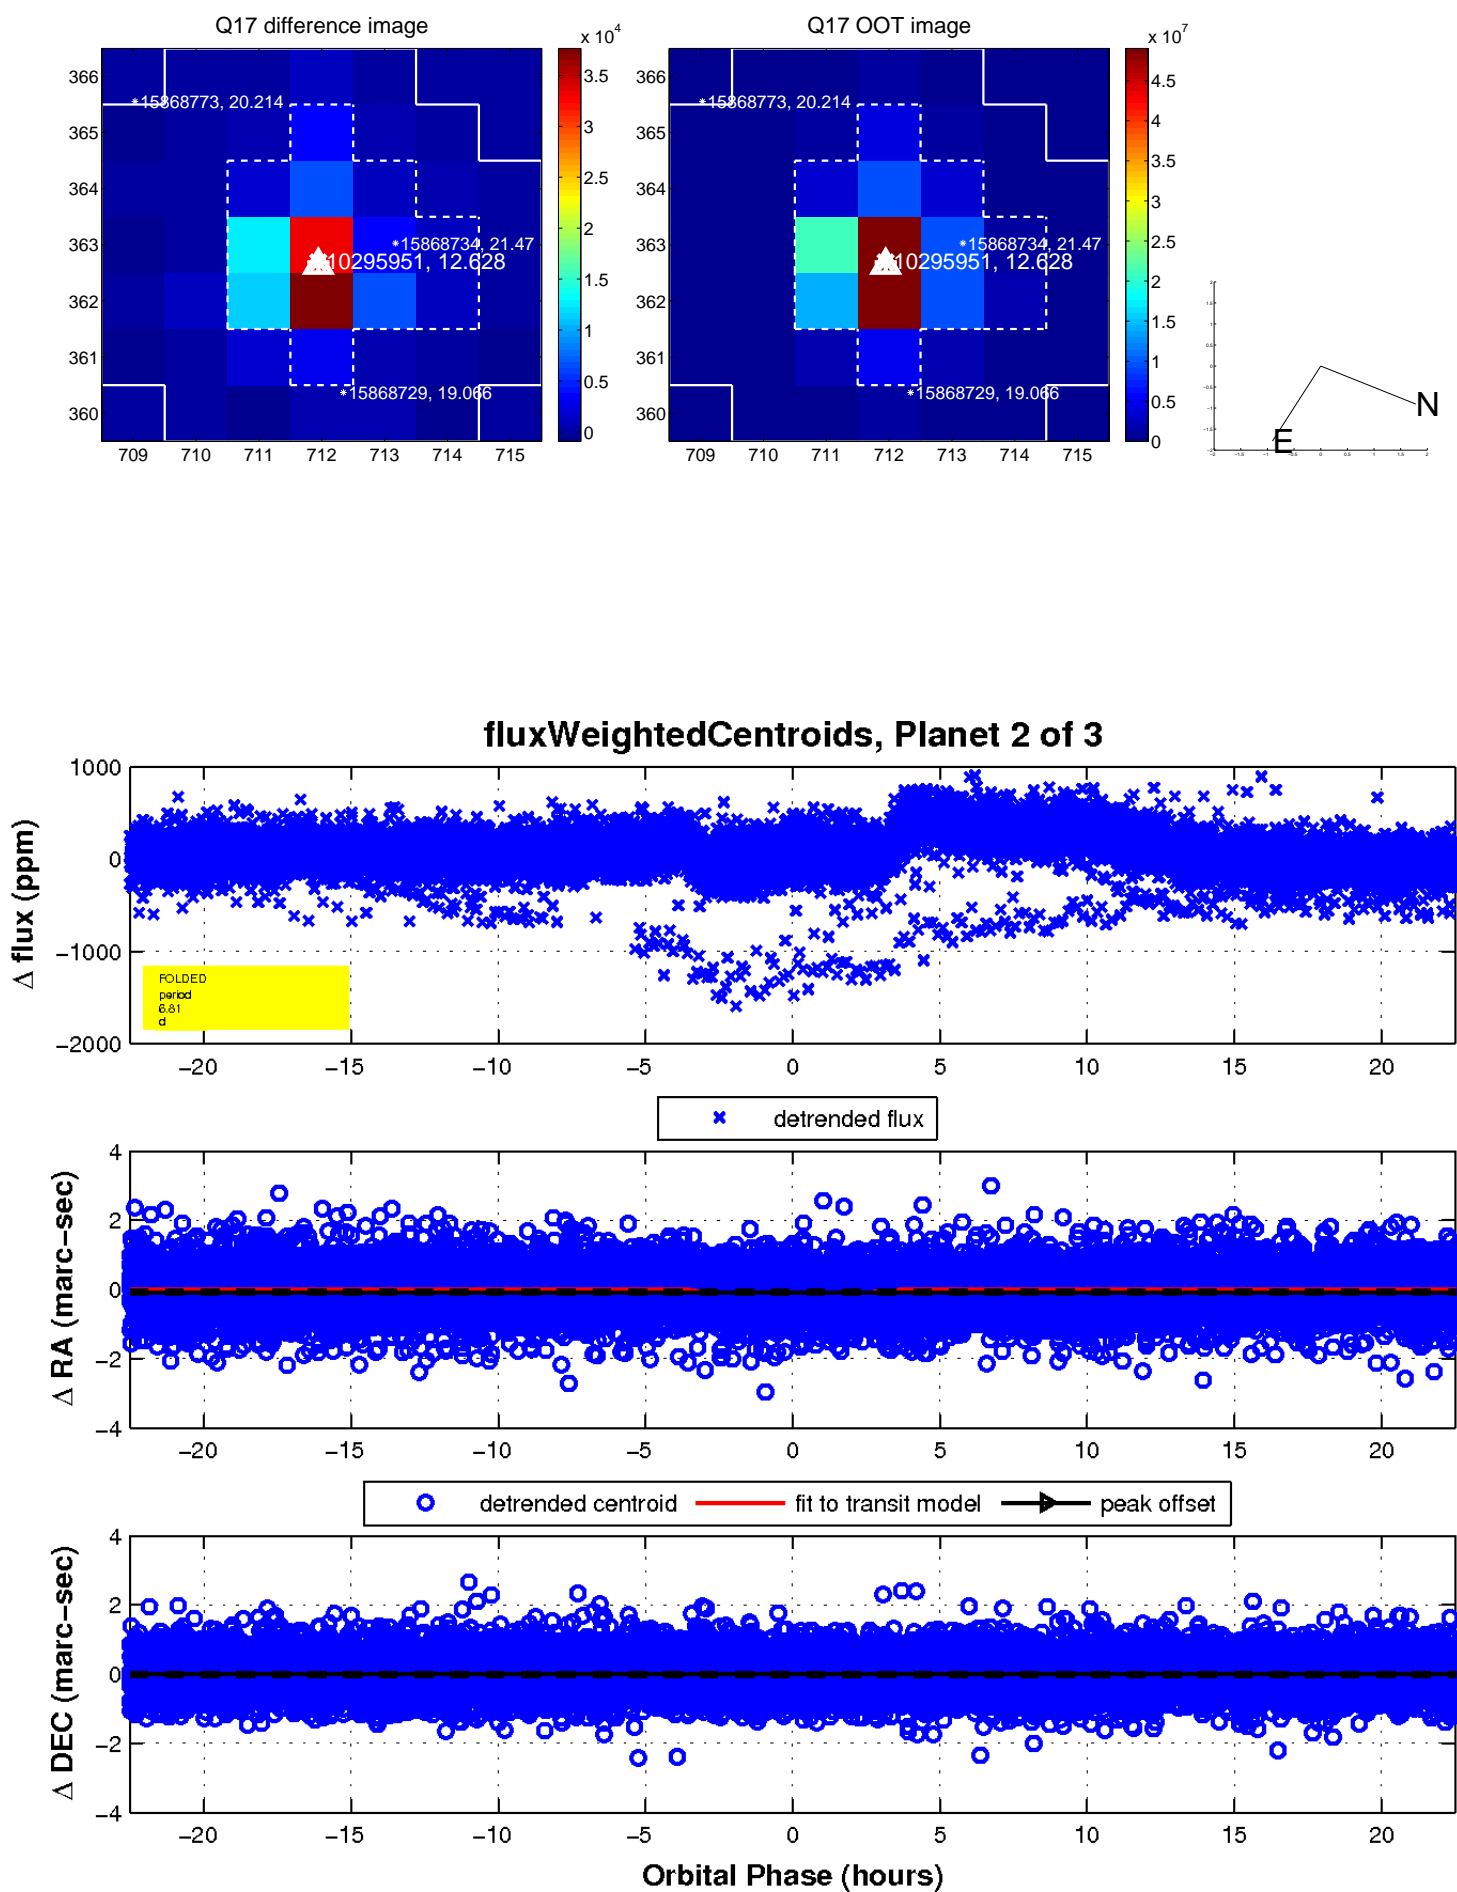 Q17 difference image
Q17 OOT image
x 10^4
x 10^7
366
365
364
363
362
361
360
709 710 711 712 713 714 715
3.5
3
2.5
2
1.5
1
0.5
0
*15868773, 20.214
*15868734, 21.47
10295951, 12.628
*15868729, 19.066
366
365
364
363
362
361
360
709 710 711 712 713 714 715
4.5
4
3.5
3
2.5
2
1.5
1
0.5
0
*15868773, 20.214
*15868734, 21.47
10295951, 12.628
*15868729, 19.066
N
E
fluxWeightedCentroids, Planet 2 of 3
Δ flux (ppm)
1000
0
−1000
−2000
FOLDED
period
6.81
d
−20 −15 −10 −5 0 5 10 15 20
detrended flux
Δ RA (marc−sec)
4
2
0
−2
−4
−20 −15 −10 −5 0 5 10 15 20
detrended centroid fit to transit model peak offset
Δ DEC (marc−sec)
4
2
0
−2
−4
−20 −15 −10 −5 0 5 10 15 20
Orbital Phase (hours)